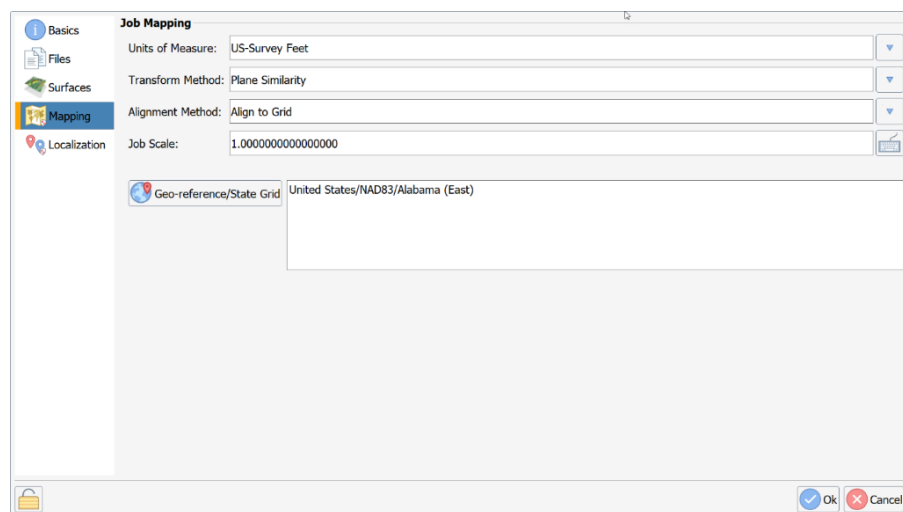 Basics
Files
Surfaces
Mapping
Localization
Job Mapping
Units of Measure: US-Survey Feet
Transform Method: Plane Similarity
Alignment Method: Align to Grid
Job Scale: 1.0000000000000000
Geo-reference/State Grid United States/NAD83/Alabama (East)
Ok Cancel